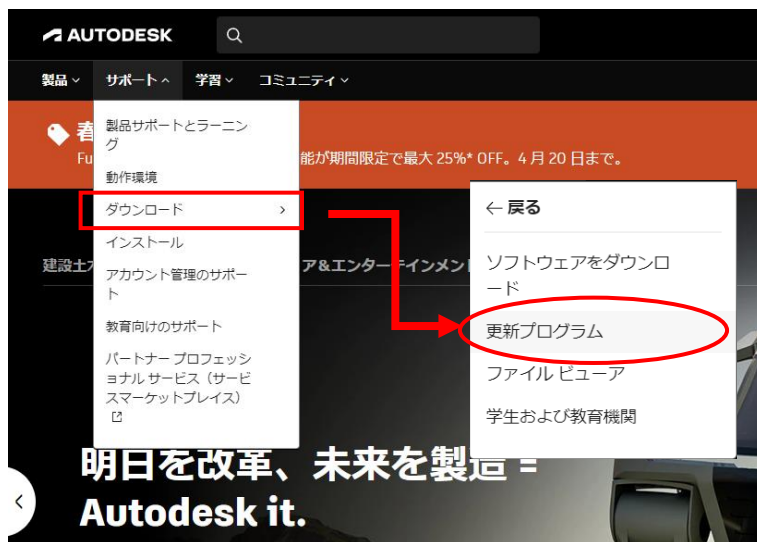 AUTODESK
製品 サポート 学習 コミュニティ
春
Fu
能が期間限定で最大 25%* OFF。4 月 20 日まで。
製品サポートとラーニン
グ
動作環境
ダウンロード
インストール
アカウント管理のサポー
ト
教育向けのサポート
パートナー プロフェッシ
ョナル サービス（サービ
スマーケットプレイス）
戻る
ソフトウェアをダウンロ
ード
更新プログラム
ファイル ビューア
学生および教育機関
建設土
ア&エンターテインメント
明日を改革、未来を製造 =
Autodesk it.